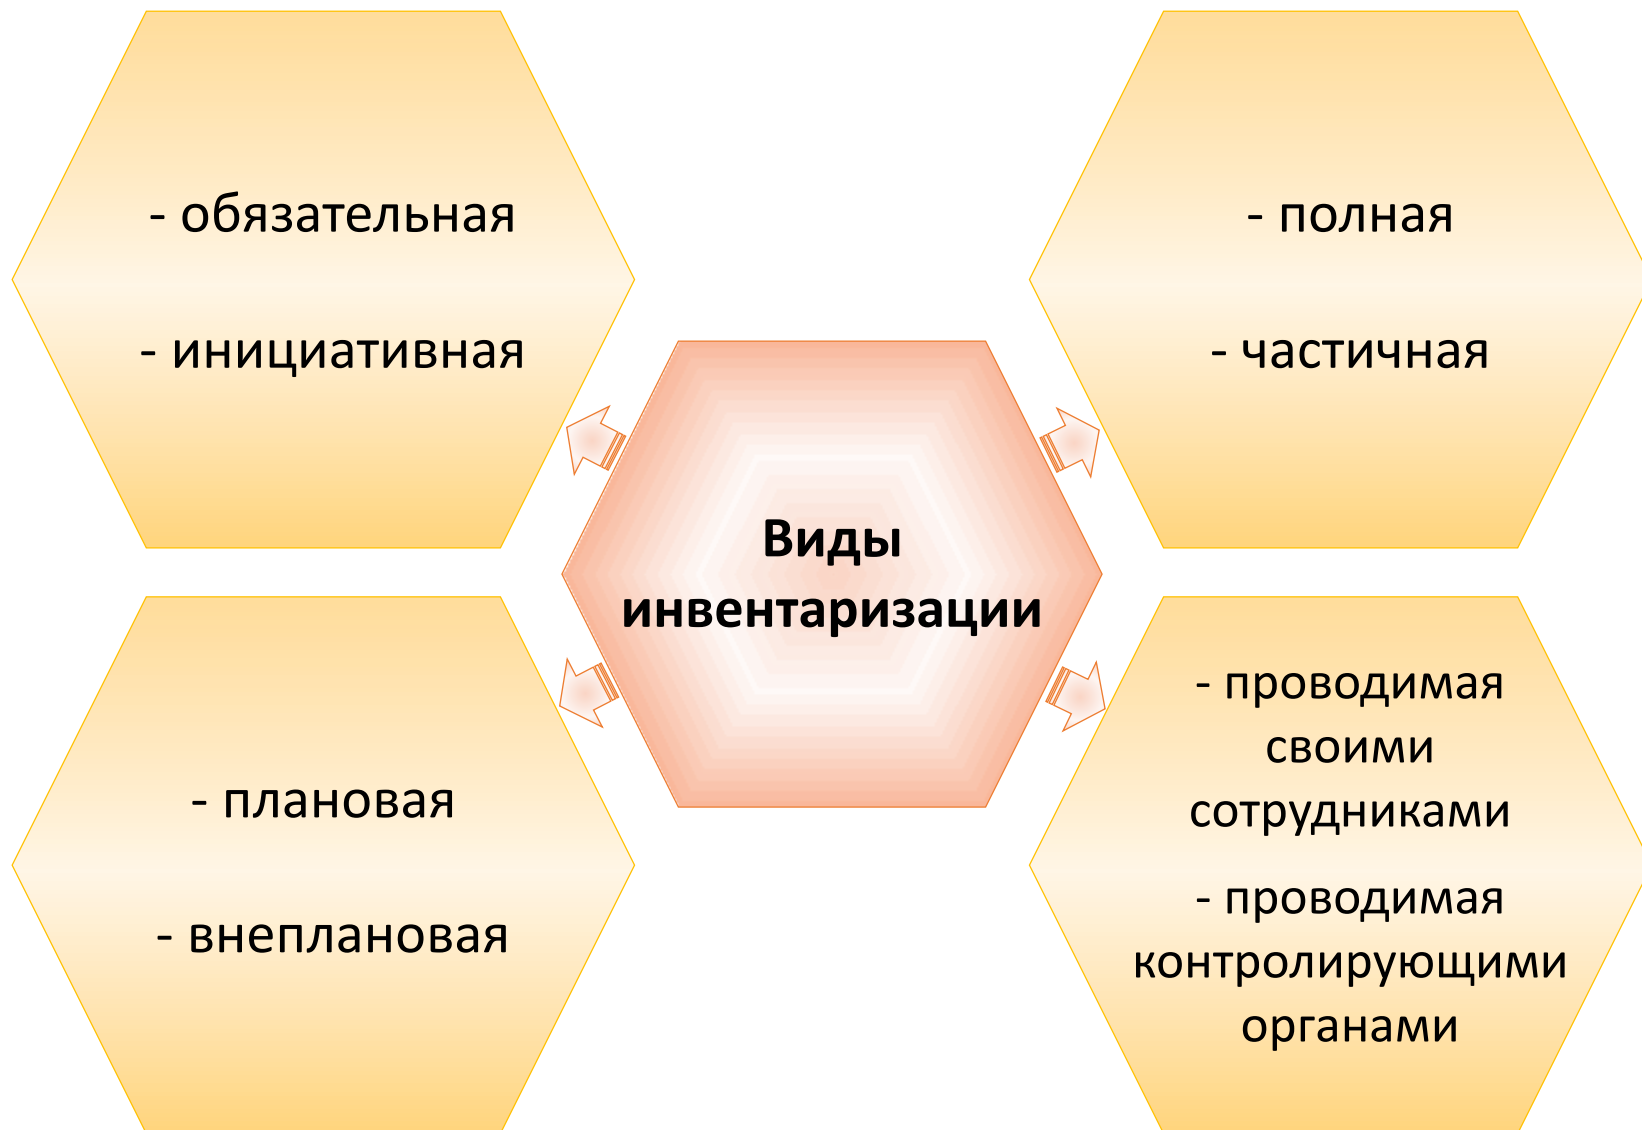 - обязательная
- инициативная
- полная
- частичная
Виды
инвентаризации
- плановая
- внеплановая
- проводимая
своими
сотрудниками
- проводимая
контролирующими
органами